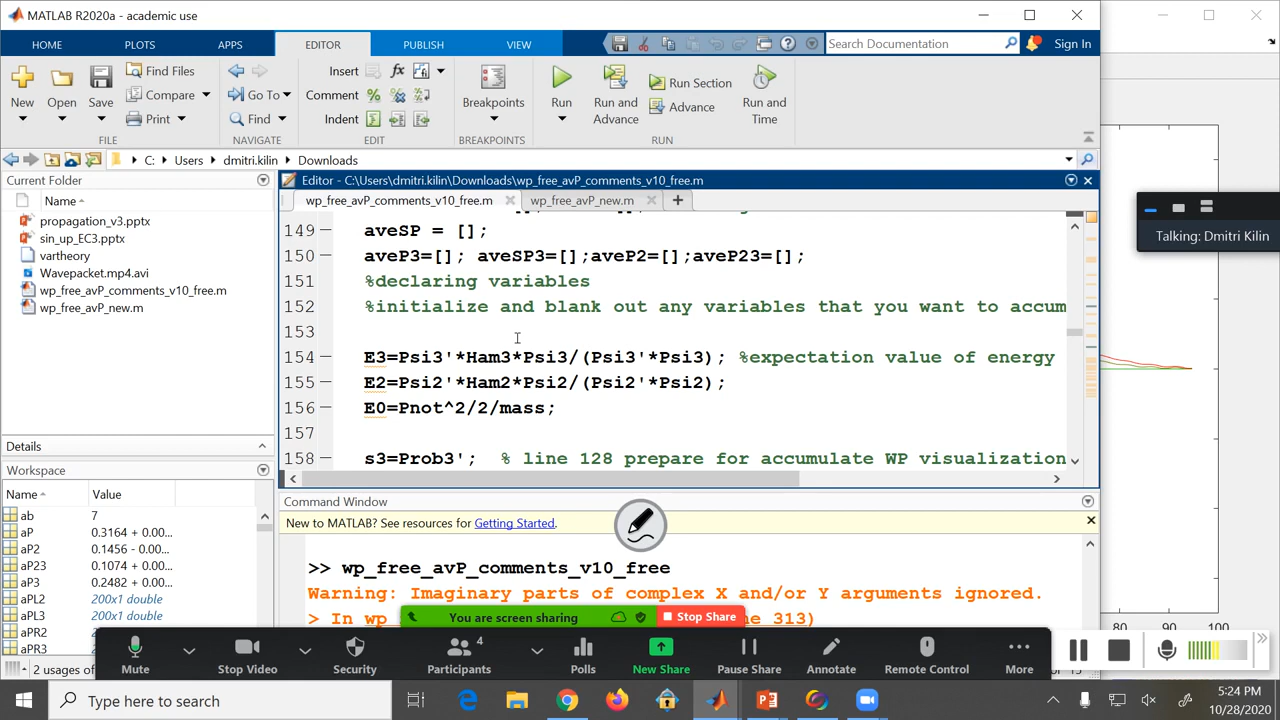 MATLAB R2020a - academic use
HOME PLOTS APPS EDITOR PUBLISH VIEW Search Documentation Sign In
New Open Save Find Files Compare Print
FILE
Go To Find
NAVIGATE
Insert fx
Comment
Indent
EDIT
Breakpoints
BREAKPOINTS
Run Run and Advance Run Section Advance Run and Time
RUN
C: Users dmitri.kilin Downloads
Current Folder
Name
propagation_v3.pptx
sin_up_EC3.pptx
vartheory
Wavepacket.mp4.avi
wp_free_avP_comments_v10_free.m
wp_free_avP_new.m
Details
Workspace
Name Value
ab 7
aP 0.3164 + 0.00...
aP2 0.1456 - 0.00...
aP23 0.1074 + 0.00...
aP3 0.2482 + 0.00...
aPL2 200x1 double
aPL3 200x1 double
aPR2 200x1 double
aPR3 200x1 double
2 usages of
Editor - C:\Users\dmitri.kilin\Downloads\wp_free_avP_comments_v10_free.m
wp_free_avP_comments_v10_free.m wp_free_avP_new.m
149 aveSP = [];
150 aveP3=[]; aveSP3=[];aveP2=[];aveP23=[];
151 %declaring variables
152 %initialize and blank out any variables that you want to accum
153
154 E3=Psi3'*Ham3*Psi3/(Psi3'*Psi3); %expectation value of energy
155 E2=Psi2'*Ham2*Psi2/(Psi2'*Psi2);
156 E0=Pnot^2/2/mass;
157
158 s3=Prob3'; % line 128 prepare for accumulate WP visualization
Command Window
New to MATLAB? See resources for Getting Started.
>> wp_free_avP_comments_v10_free
Warning: Imaginary parts of complex X and/or Y arguments ignored.
> In wp 313)
You are screen sharing Stop Share
Mute Stop Video Security Participants 4 Polls New Share Pause Share Annotate Remote Control More
Talking: Dmitri Kilin
80 90 100
Type here to search
5:24 PM
10/28/2020